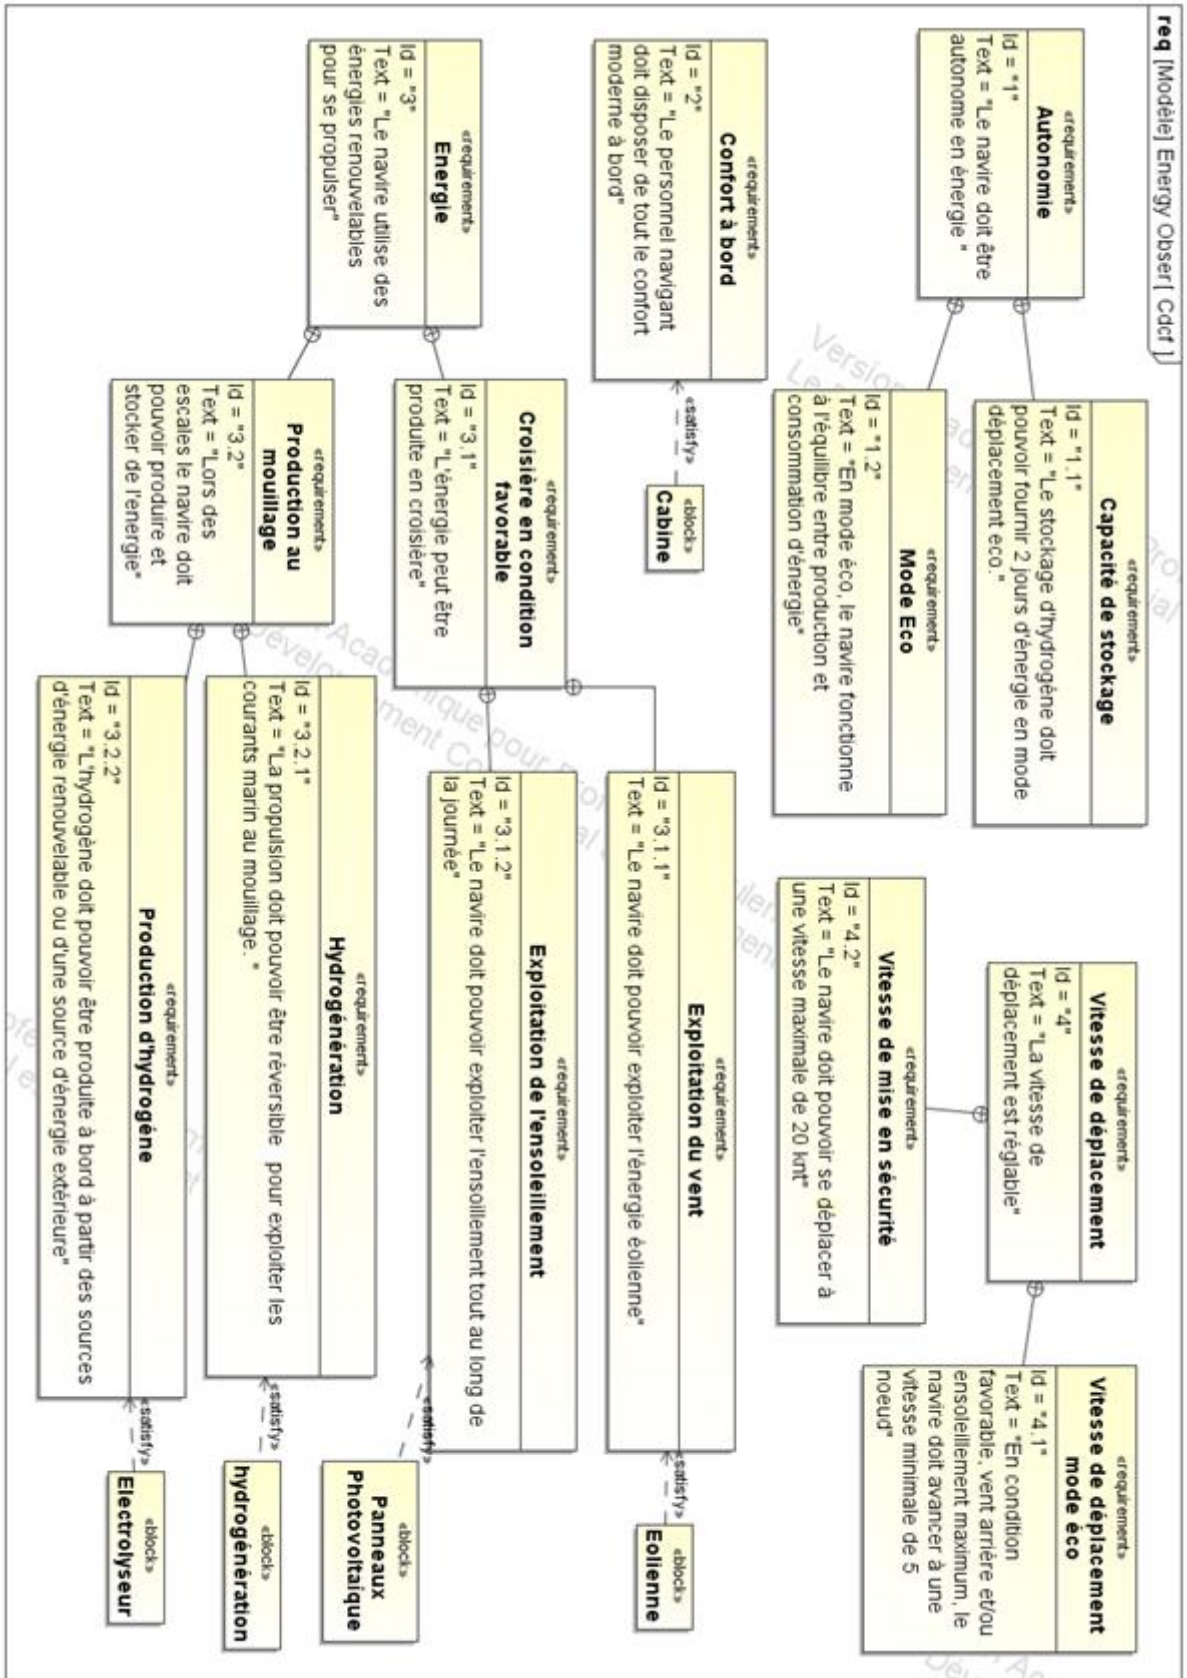 req [Modèle] Energy Obser[ Cdcf ]
«requirement»
Autonomie
Id = "1"
Text = "Le navire doit être
autonome en énergie "
«requirement»
Capacité de stockage
Id = "1.1"
Text = "Le stockage d'hydrogène doit
pouvoir fournir 2 jours d'énergie en mode
déplacement eco."
«requirement»
Mode Eco
Id = "1.2"
Text = "En mode éco, le navire fonctionne
à l'équilibre entre production et
consommation d'énergie"
«requirement»
Vitesse de déplacement
Id = "4"
Text = "La vitesse de
déplacement est réglable"
«requirement»
Vitesse de mise en sécurité
Id = "4.2"
Text = "Le navire doit pouvoir se déplacer à
une vitesse maximale de 20 knt"
«requirement»
Vitesse de déplacement
mode éco
Id = "4.1"
Text = "En condition
favorable, vent arrière et/ou
ensoleillement maximum, le
navire doit avancer à une
vitesse minimale de 5
noeud"
«requirement»
Confort à bord
Id = "2"
Text = "Le personnel navigant
doit disposer de tout le confort
moderne à bord"
«satisfy»
«block»
Cabine
«requirement»
Energie
Id = "3"
Text = "Le navire utilise des
énergies renouvelables
pour se propulser"
«requirement»
Croisière en condition
favorable
Id = "3.1"
Text = "L'énergie peut être
produite en croisière"
«requirement»
Exploitation du vent
Id = "3.1.1"
Text = "Le navire doit pouvoir exploiter l'énergie éolienne"
«satisfy»
«block»
Eolienne
«requirement»
Exploitation de l'ensoleillement
Id = "3.1.2"
Text = "Le navire doit pouvoir exploiter l'ensoillement tout au long de
la journée"
«satisfy»
«block»
Panneaux
Photovoltaique
«requirement»
Production au
mouillage
Id = "3.2"
Text = "Lors des
escales le navire doit
pouvoir produire et
stocker de l'energie"
«requirement»
Hydrogénération
Id = "3.2.1"
Text = "La propulsion doit pouvoir être réversible pour exploiter les
courants marin au mouillage. "
«satisfy»
«block»
hydrogénération
«requirement»
Production d'hydrogéne
Id = "3.2.2"
Text = "L'hydrogène doit pouvoir être produite à bord à partir des sources
d'énergie renouvelable ou d'une source d'énergie extérieure"
«satisfy»
«block»
Electrolyseur